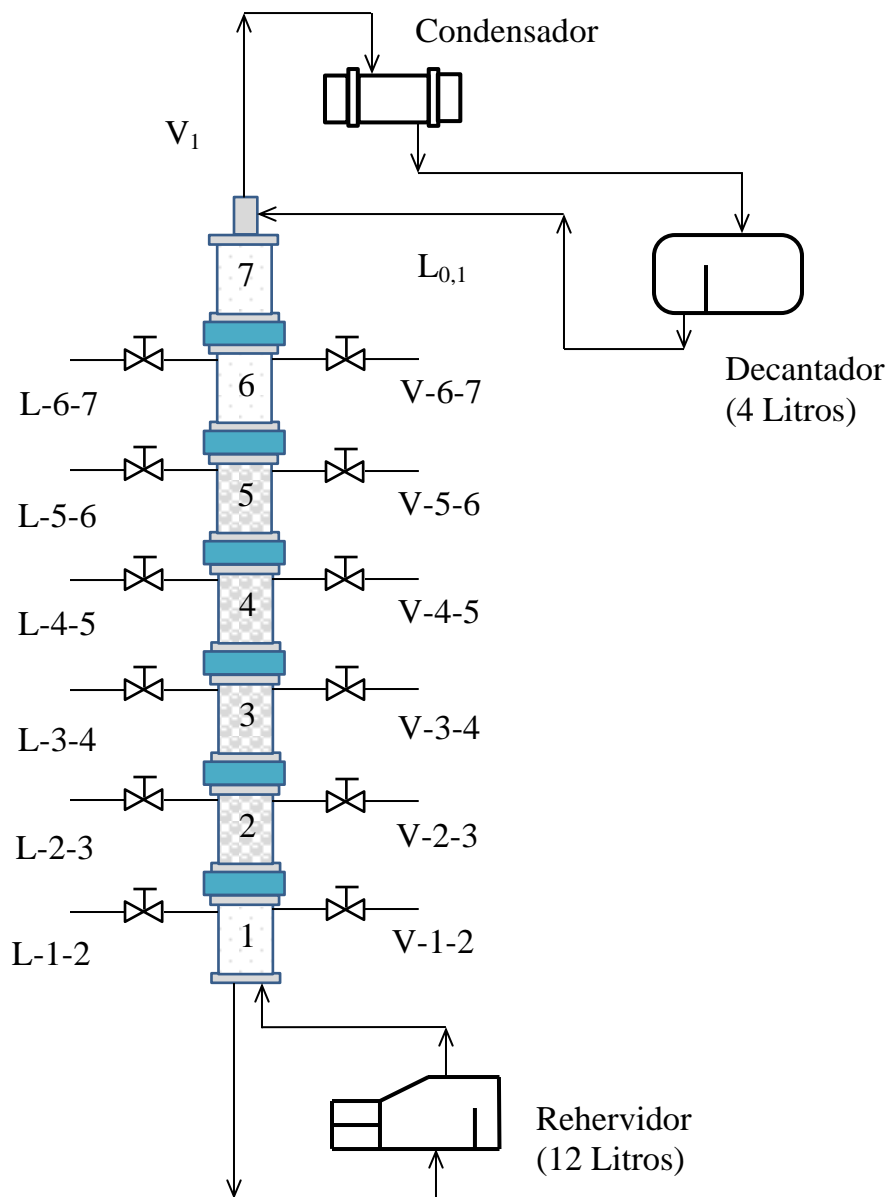 Condensador
V₁
7
L₀,₁
Decantador
(4 Litros)
6
L-6-7
V-6-7
5
L-5-6
V-5-6
4
L-4-5
V-4-5
3
L-3-4
V-3-4
2
L-2-3
V-2-3
1
L-1-2
V-1-2
Rehervidor
(12 Litros)